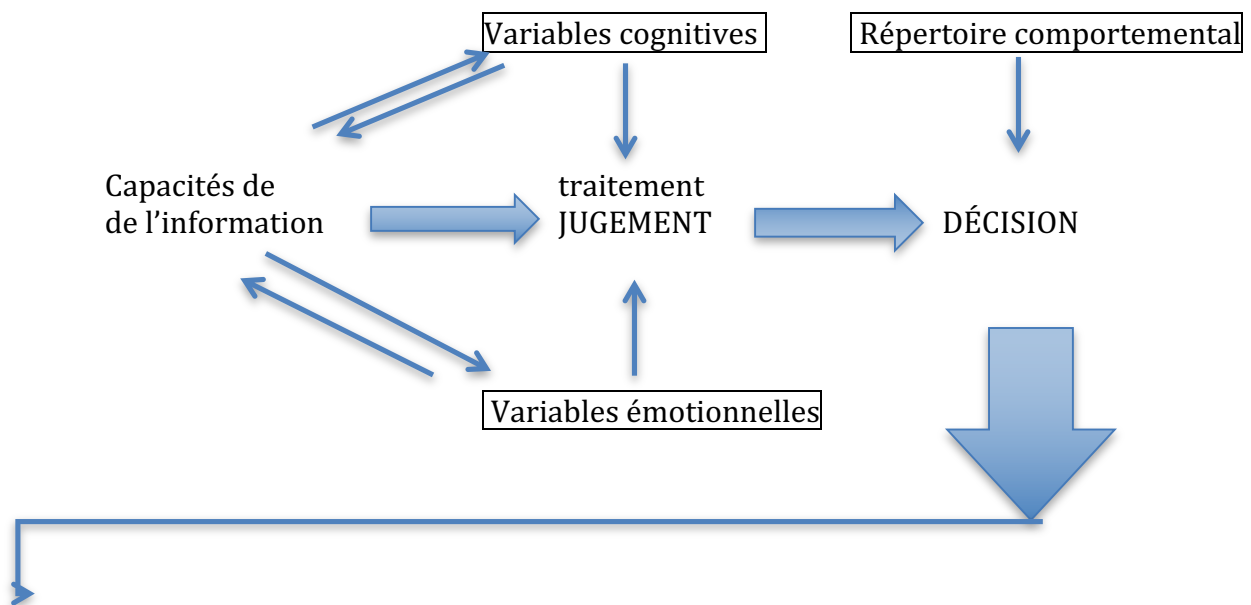 Variables cognitives
Répertoire comportemental
Capacités de
de l’information
traitement
JUGEMENT
DÉCISION
Variables émotionnelles